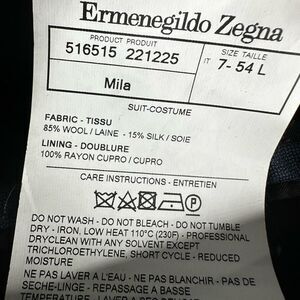 Ermenegildo Zegna
PRODUCT PRODUIT
516515 221225
SIZE TAILLE
IT 7- 54 L
Mila
SUIT-COSTUME
FABRIC - TISSU
85% WOOL / LAINE - 15% SILK / SOIE
LINING - DOUBLURE
100% RAYON CUPRO / CUPRO
CARE INSTRUCTIONS - ENTRETIEN
P
DO NOT WASH - DO NOT BLEACH - DO NOT TUMBLE
DRY - IRON, LOW HEAT 110°C (230F) - PROFESSIONAL
DRYCLEAN WITH ANY SOLVENT EXCEPT
TRICHLOROETHYLENE, SHORT CYCLE - REDUCED
MOISTURE
NE PAS LAVER A L'EAU - NE PAS BLANCHIR - PAS DE
SECHE-LINGE - REPASSAGE A BASSE